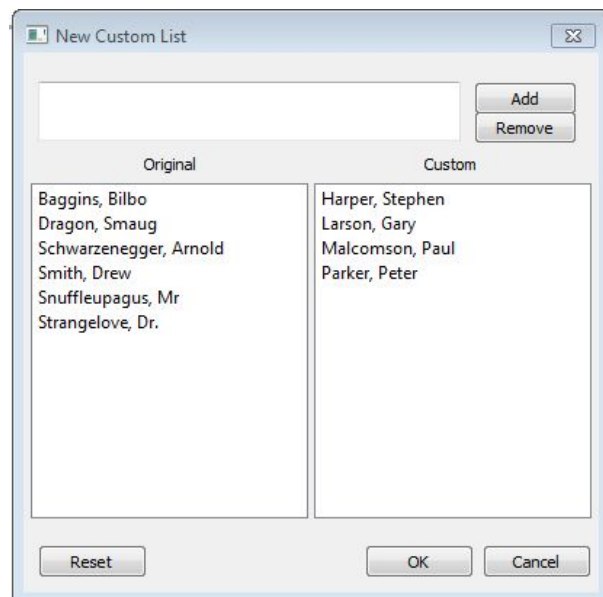 New Custom List
Add
Remove
Original
Custom
Baggins, Bilbo
Dragon, Smaug
Schwarzenegger, Arnold
Smith, Drew
Snuffleupagus, Mr
Strangelove, Dr.
Harper, Stephen
Larson, Gary
Malcomson, Paul
Parker, Peter
Reset
OK
Cancel